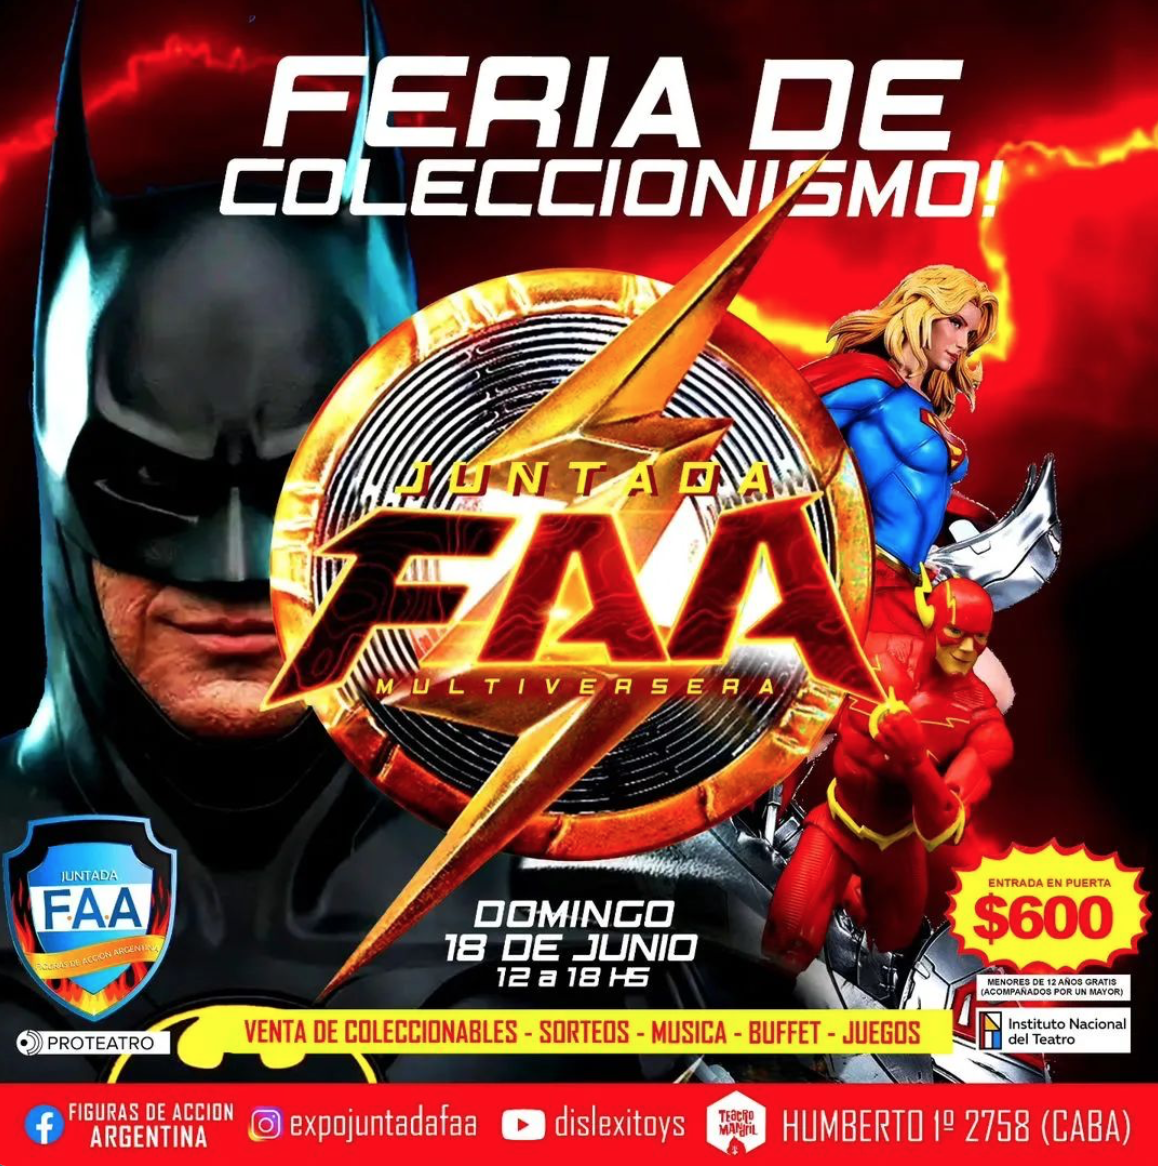 FERIA DE
COLECCIONISMO!
JUNTADA
FAA
MULTIVERSERA
JUNTADA
F.A.A
FIGURAS DE ACCION ARGENTINA
DOMINGO
18 DE JUNIO
12 a 18 HS
ENTRADA EN PUERTA
$600
MENORES DE 12 AÑOS GRATIS
(ACOMPAÑADOS POR UN MAYOR)
PROTEATRO
VENTA DE COLECCIONABLES - SORTEOS - MUSICA - BUFFET - JUEGOS
Instituto Nacional
del Teatro
FIGURAS DE ACCION
ARGENTINA
expojuntadafaa
dislexitoys
TEATRO
MANDRIL
HUMBERTO 1º 2758 (CABA)